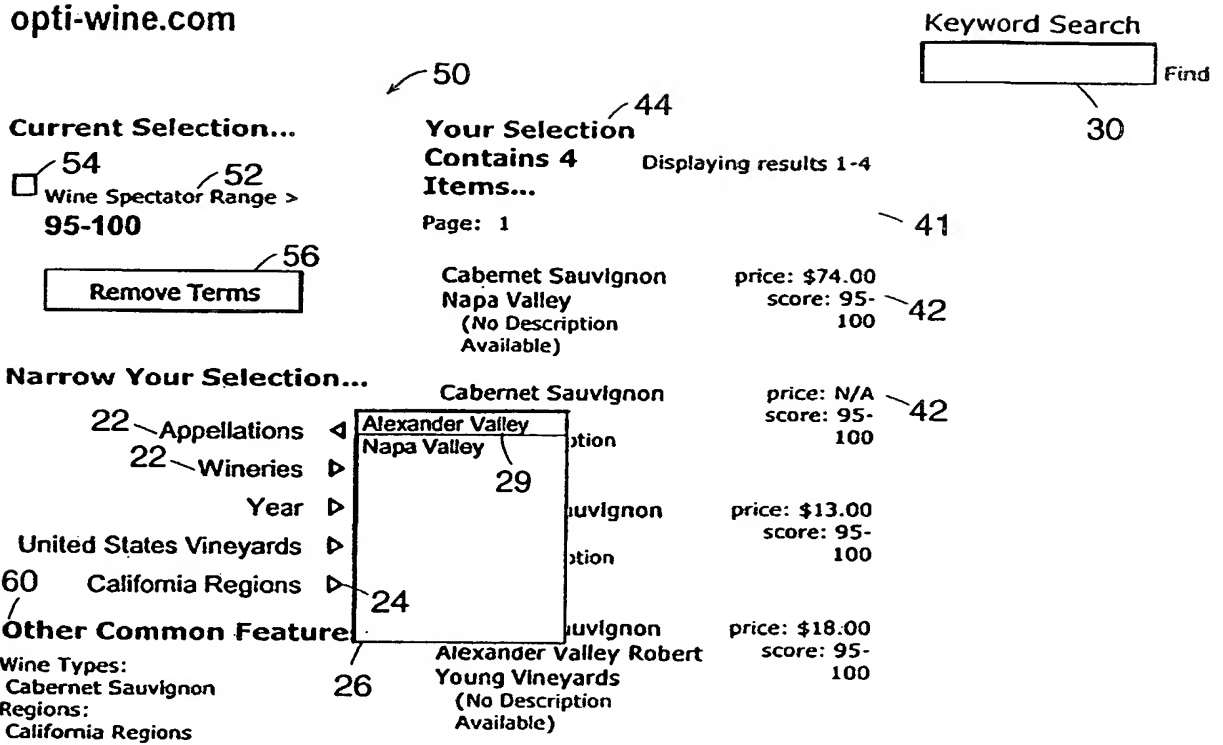 opti-wine.com
Keyword Search
Find
30
50
Current Selection...
54
52
Wine Spectator Range >
95-100
56
Remove Terms
44
Your Selection
Contains 4
Items...
Displaying results 1-4
Page: 1
41
Cabernet Sauvignon
price: $74.00
Napa Valley
score: 95-
100
42
(No Description
Available)
Narrow Your Selection...
Cabernet Sauvignon
price: N/A
score: 95-
100
42
22
Appellations
22
Wineries
Year
United States Vineyards
California Regions
24
Alexander Valley
Napa Valley
29
26
ption
uvignon
price: $13.00
score: 95-
100
ption
60
Other Common Feature
Wine Types:
Cabernet Sauvignon
Regions:
California Regions
uvignon
price: $18.00
Alexander Valley Robert
score: 95-
100
Young Vineyards
(No Description
Available)